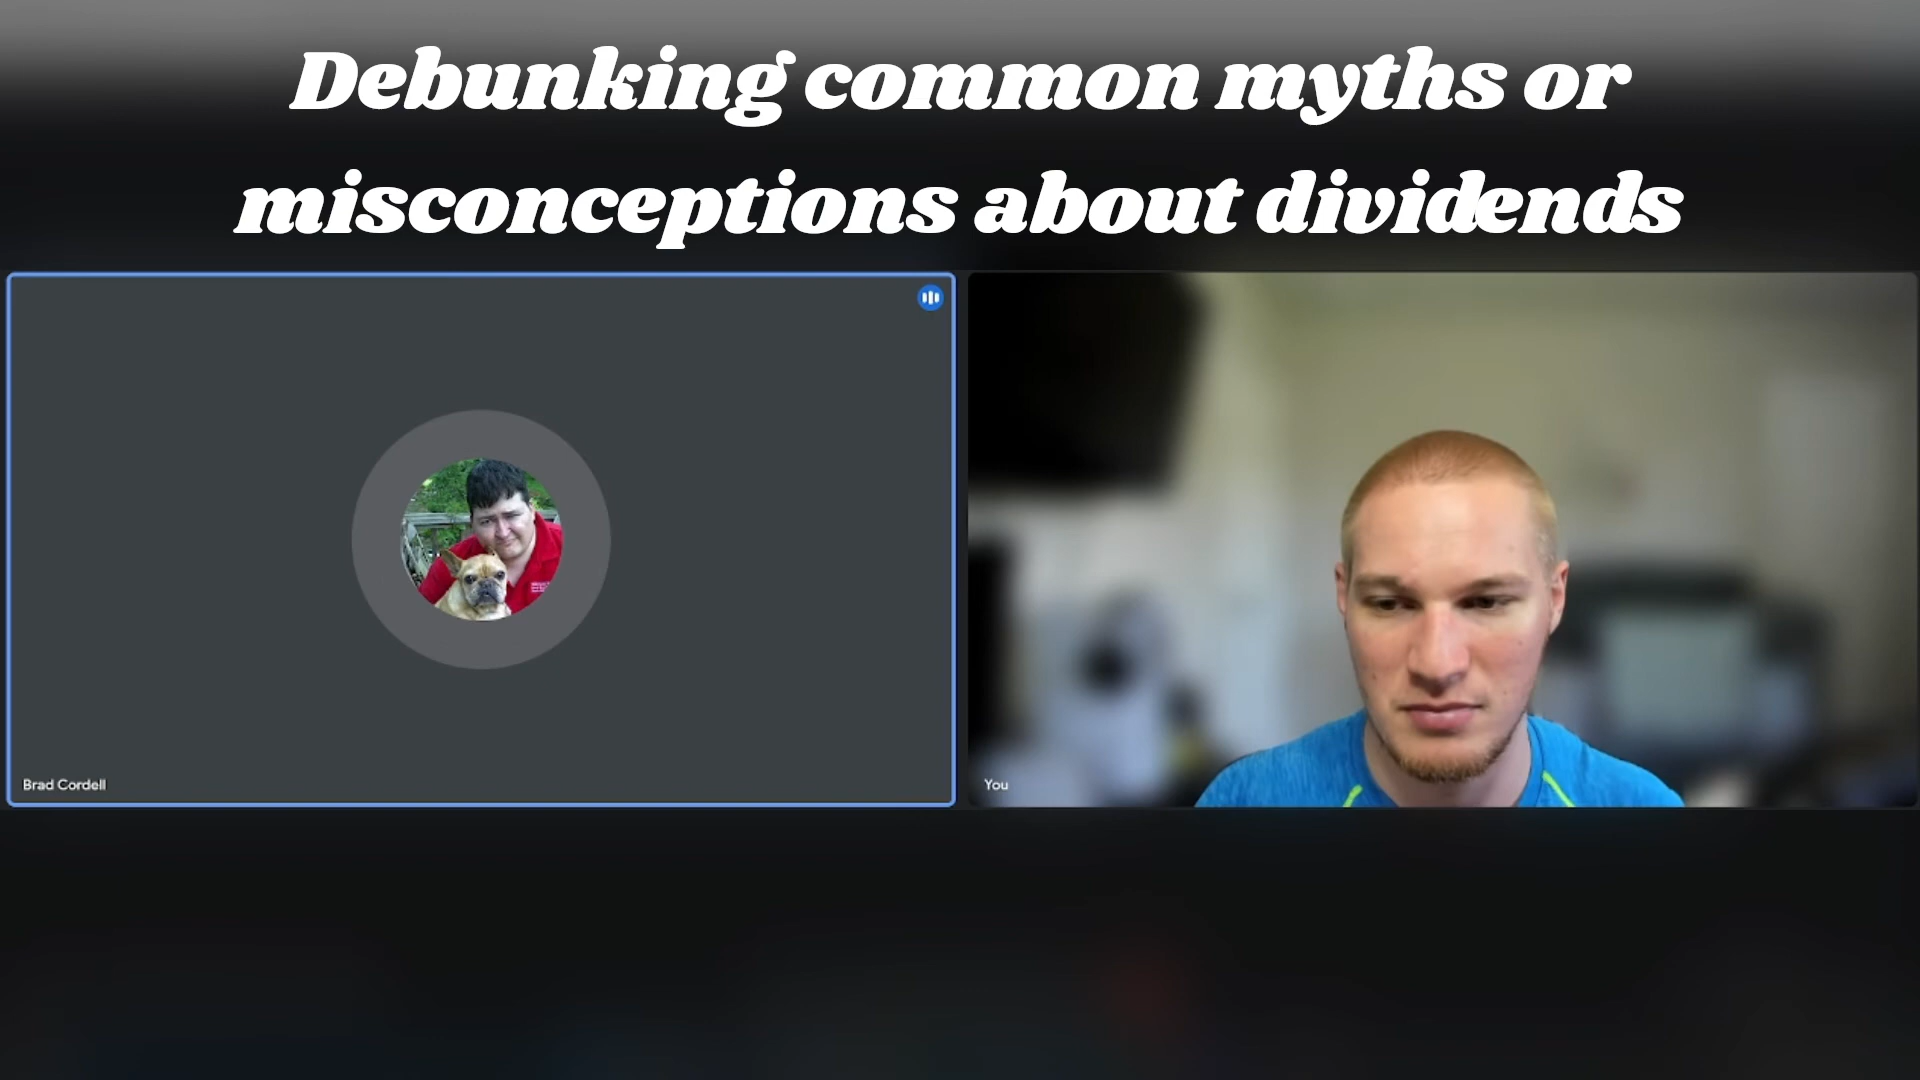 Debunking common myths or
misconceptions about dividends
Brad Cordell
You